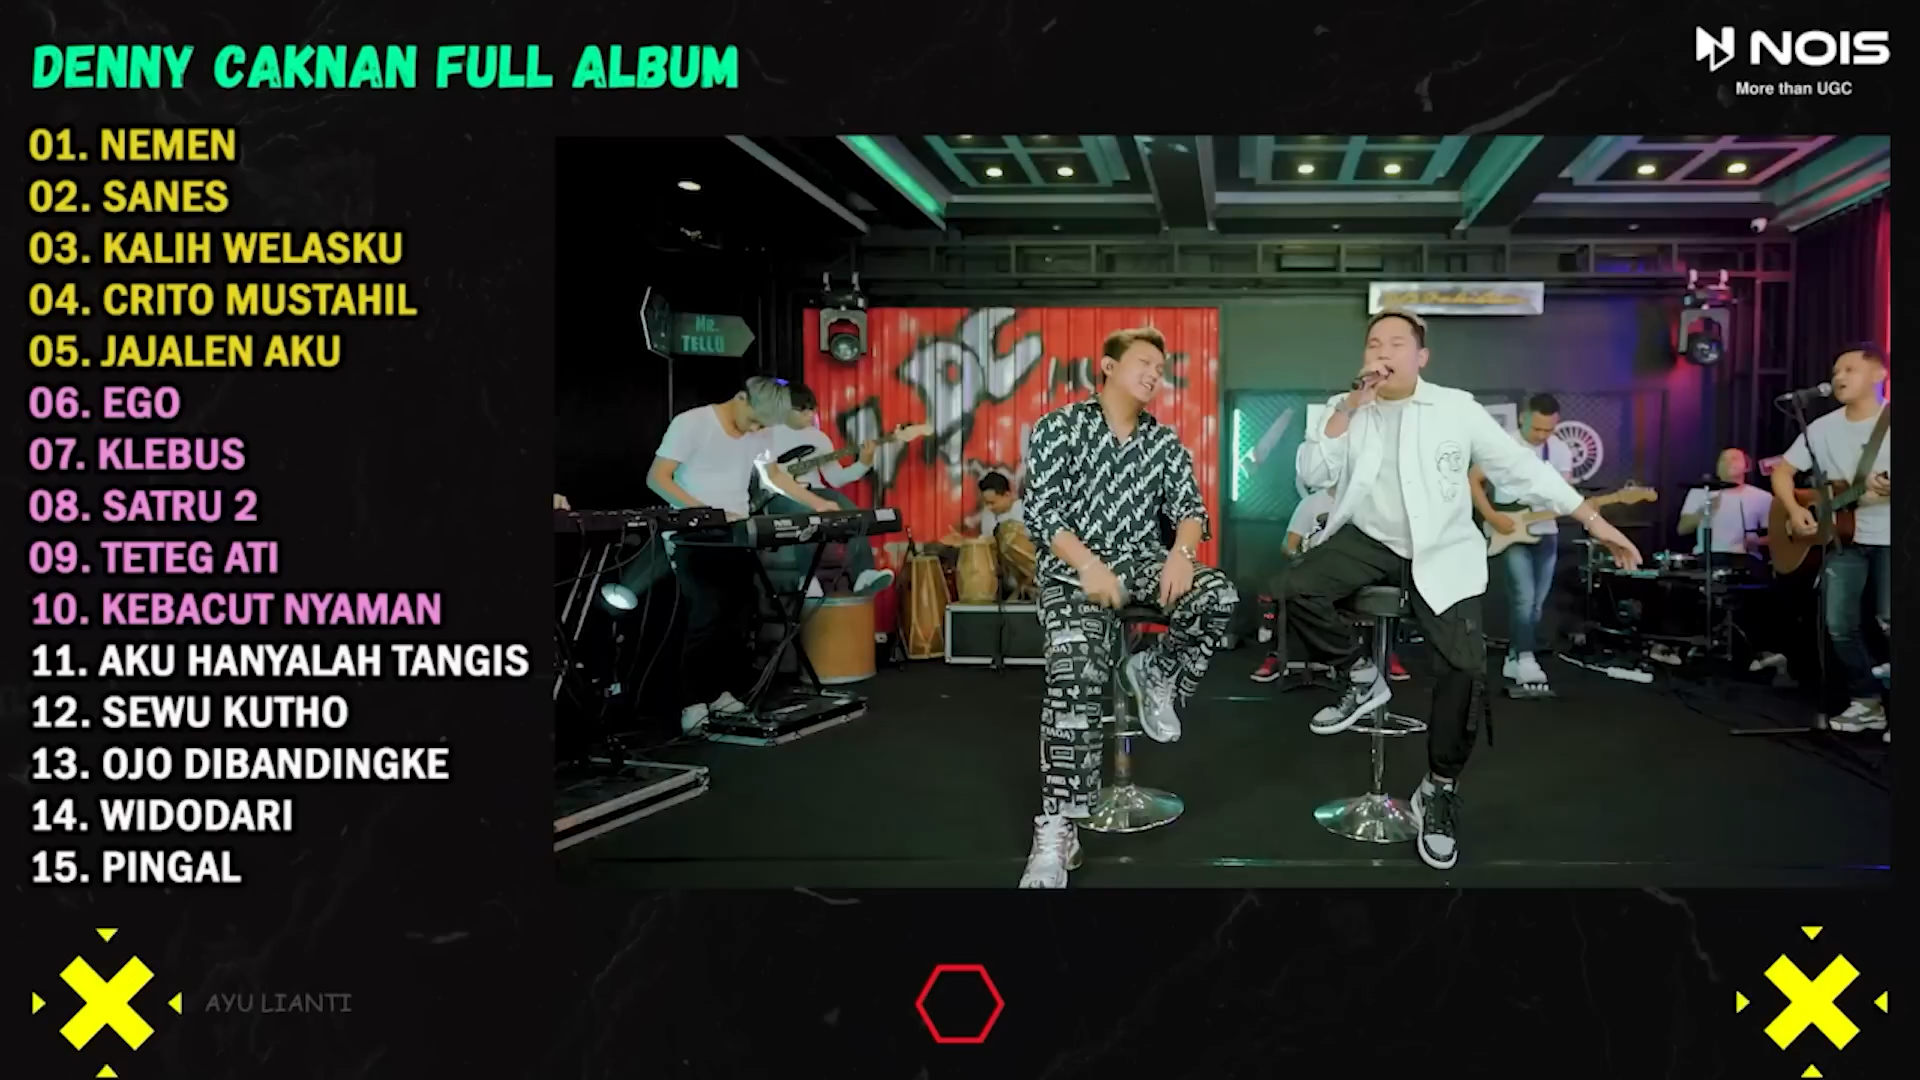 DENNY CAKNAN FULL ALBUM
NOIS
More than UGC
01. NEMEN
02. SANES
03. KALIH WELASKU
04. CRITO MUSTAHIL
05. JAJALEN AKU
06. EGO
07. KLEBUS
08. SATRU 2
09. TETEG ATI
10. KEBACUT NYAMAN
11. AKU HANYALAH TANGIS
12. SEWU KUTHO
13. OJO DIBANDINGKE
14. WIDODARI
15. PINGAL
MR.
TELLU
AYU LIANTI